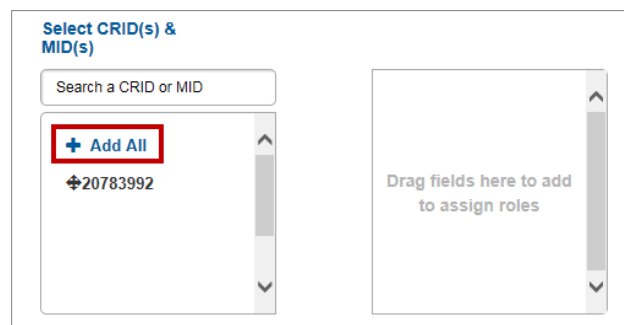 Select CRID(s) &
MID(s)
Search a CRID or MID
Add All
20783992
Drag fields here to add
to assign roles